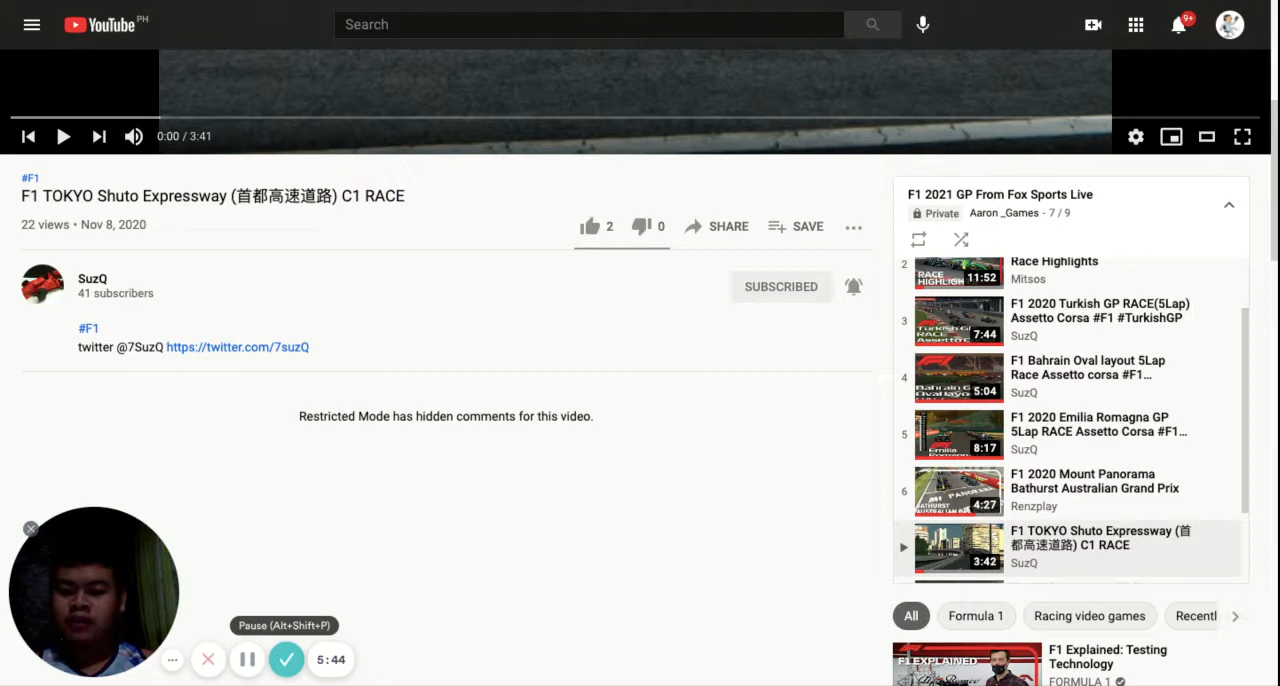 YouTube PH
Search
9+
0:00 / 3:41
#F1
F1 TOKYO Shuto Expressway (首都高速道路) C1 RACE
22 views • Nov 8, 2020
2
0
SHARE
SAVE
SuzQ
41 subscribers
SUBSCRIBED
#F1
twitter @7SuzQ https://twitter.com/7suzQ
Restricted Mode has hidden comments for this video.
F1 2021 GP From Fox Sports Live
Private Aaron _Games - 7 / 9
2
RACE
HIGHLIGH
11:52
Race Highlights
Mitsos
3
Turkish G
RACE
7:44
F1 2020 Turkish GP RACE(5Lap)
Assetto Corsa #F1 #TurkishGP
SuzQ
4
5:04
F1 Bahrain Oval layout 5Lap
Race Assetto corsa #F1...
SuzQ
5
8:17
F1 2020 Emilia Romagna GP
5Lap RACE Assetto Corsa #F1...
SuzQ
6
4:27
F1 2020 Mount Panorama
Bathurst Australian Grand Prix
Renzplay
3:42
F1 TOKYO Shuto Expressway (首
都高速道路) C1 RACE
SuzQ
All
Formula 1
Racing video games
Recentl
F1 EXPLAINED
F1 Explained: Testing
Technology
FORMULA 1
Pause (Alt+Shift+P)
5:44